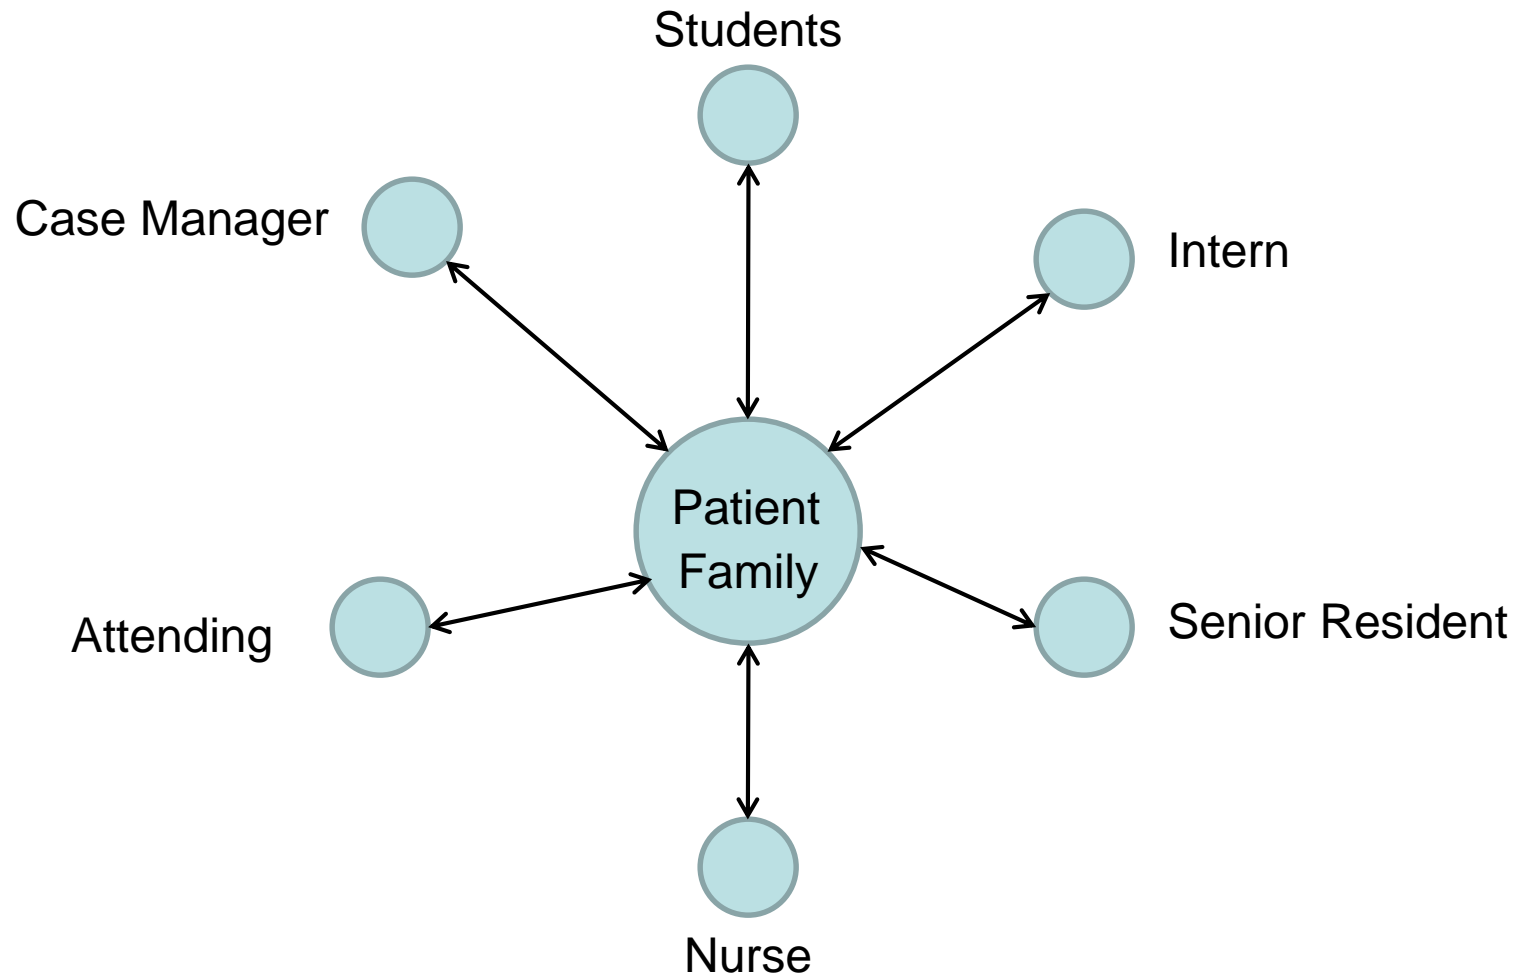 Students
Case Manager
Intern
Patient
Family
Attending
Senior Resident
Nurse